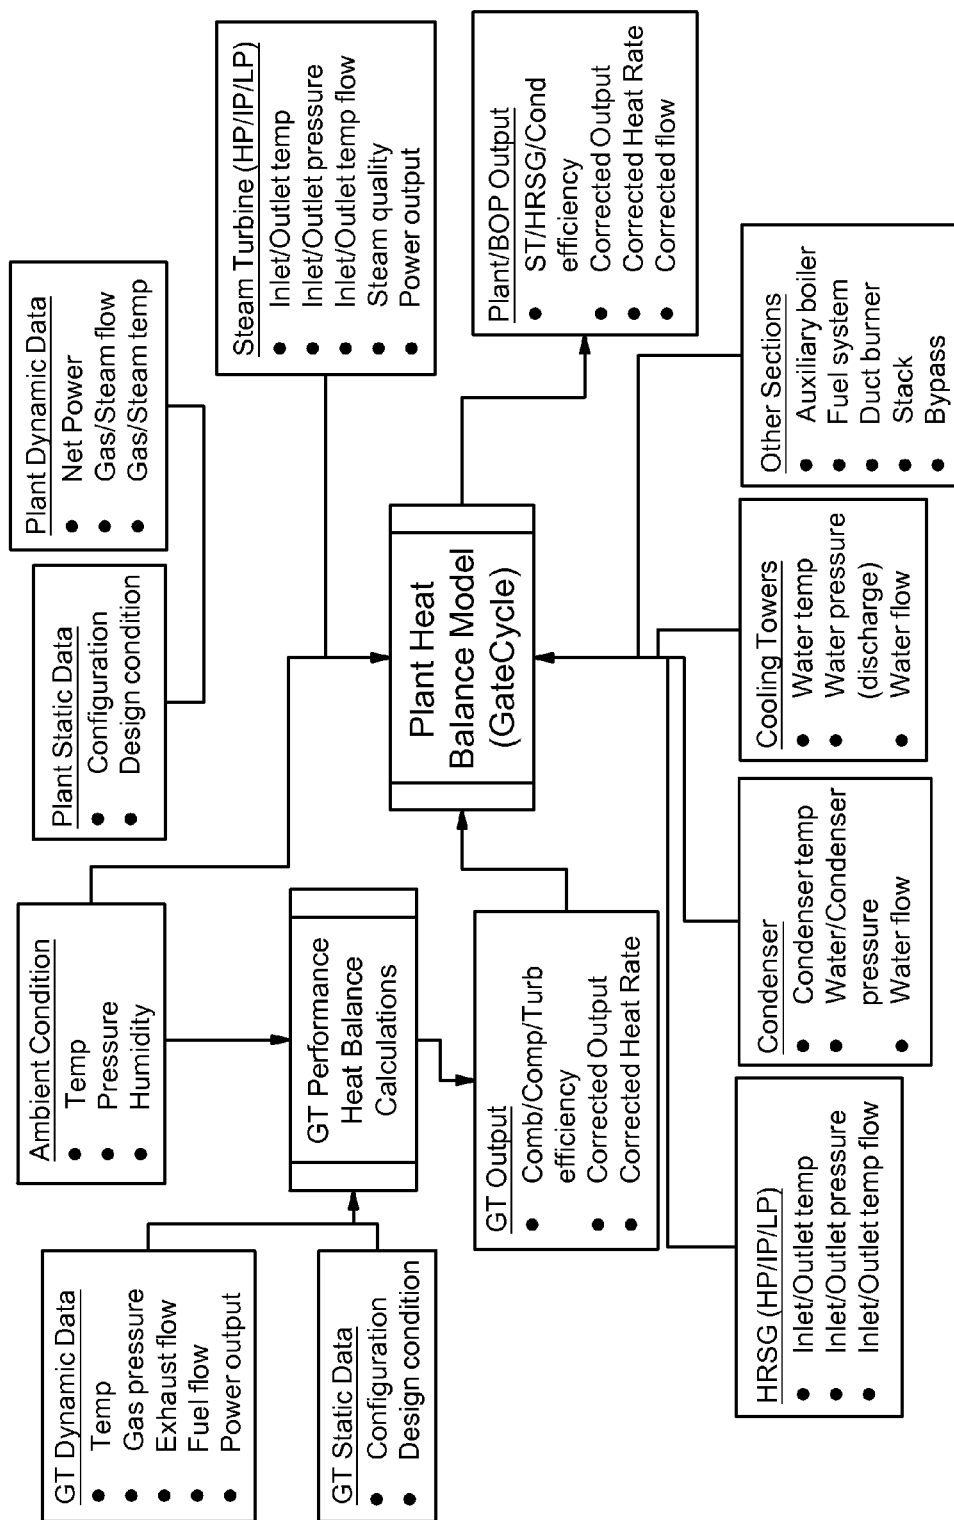 GT Dynamic Data
Temp
Gas pressure
Exhaust flow
Fuel flow
Power output
GT Static Data
Configuration
Design condition
Ambient Condition
Temp
Pressure
Humidity
GT Performance
Heat Balance
Calculations
GT Output
Comb/Comp/Turb
efficiency
Corrected Output
Corrected Heat Rate
Plant Static Data
Configuration
Design condition
Plant Dynamic Data
Net Power
Gas/Steam flow
Gas/Steam temp
Steam Turbine (HP/IP/LP)
Inlet/Outlet temp
Inlet/Outlet pressure
Inlet/Outlet temp flow
Steam quality
Power output
Plant Heat
Balance Model
(GateCycle)
Plant/BOP Output
ST/HRSG/Cond
efficiency
Corrected Output
Corrected Heat Rate
Corrected flow
HRSG (HP/IP/LP)
Inlet/Outlet temp
Inlet/Outlet pressure
Inlet/Outlet temp flow
Condenser
Condenser temp
Water/Condenser
pressure
Water flow
Cooling Towers
Water temp
Water pressure
(discharge)
Water flow
Other Sections
Auxiliary boiler
Fuel system
Duct burner
Stack
Bypass